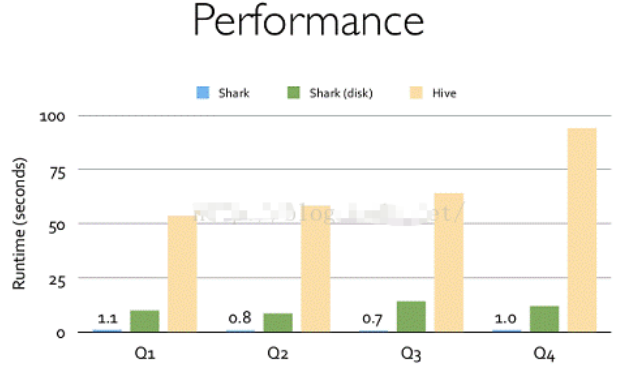 Performance
Shark Shark (disk) Hive
Runtime (seconds)
100
75
50
25
0
1.1 0.8 0.7 1.0
Q1 Q2 Q3 Q4